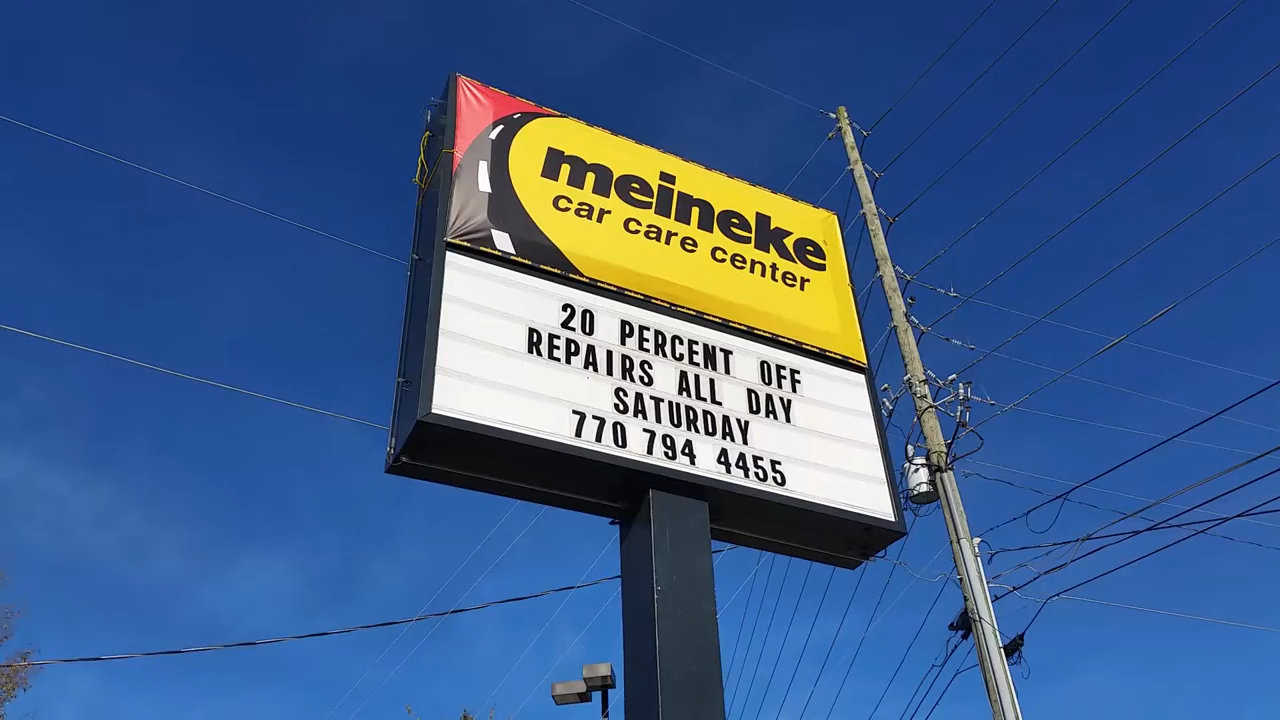 meineke
car care center
20 PERCENT OFF
REPAIRS ALL DAY
SATURDAY
770 794 4455